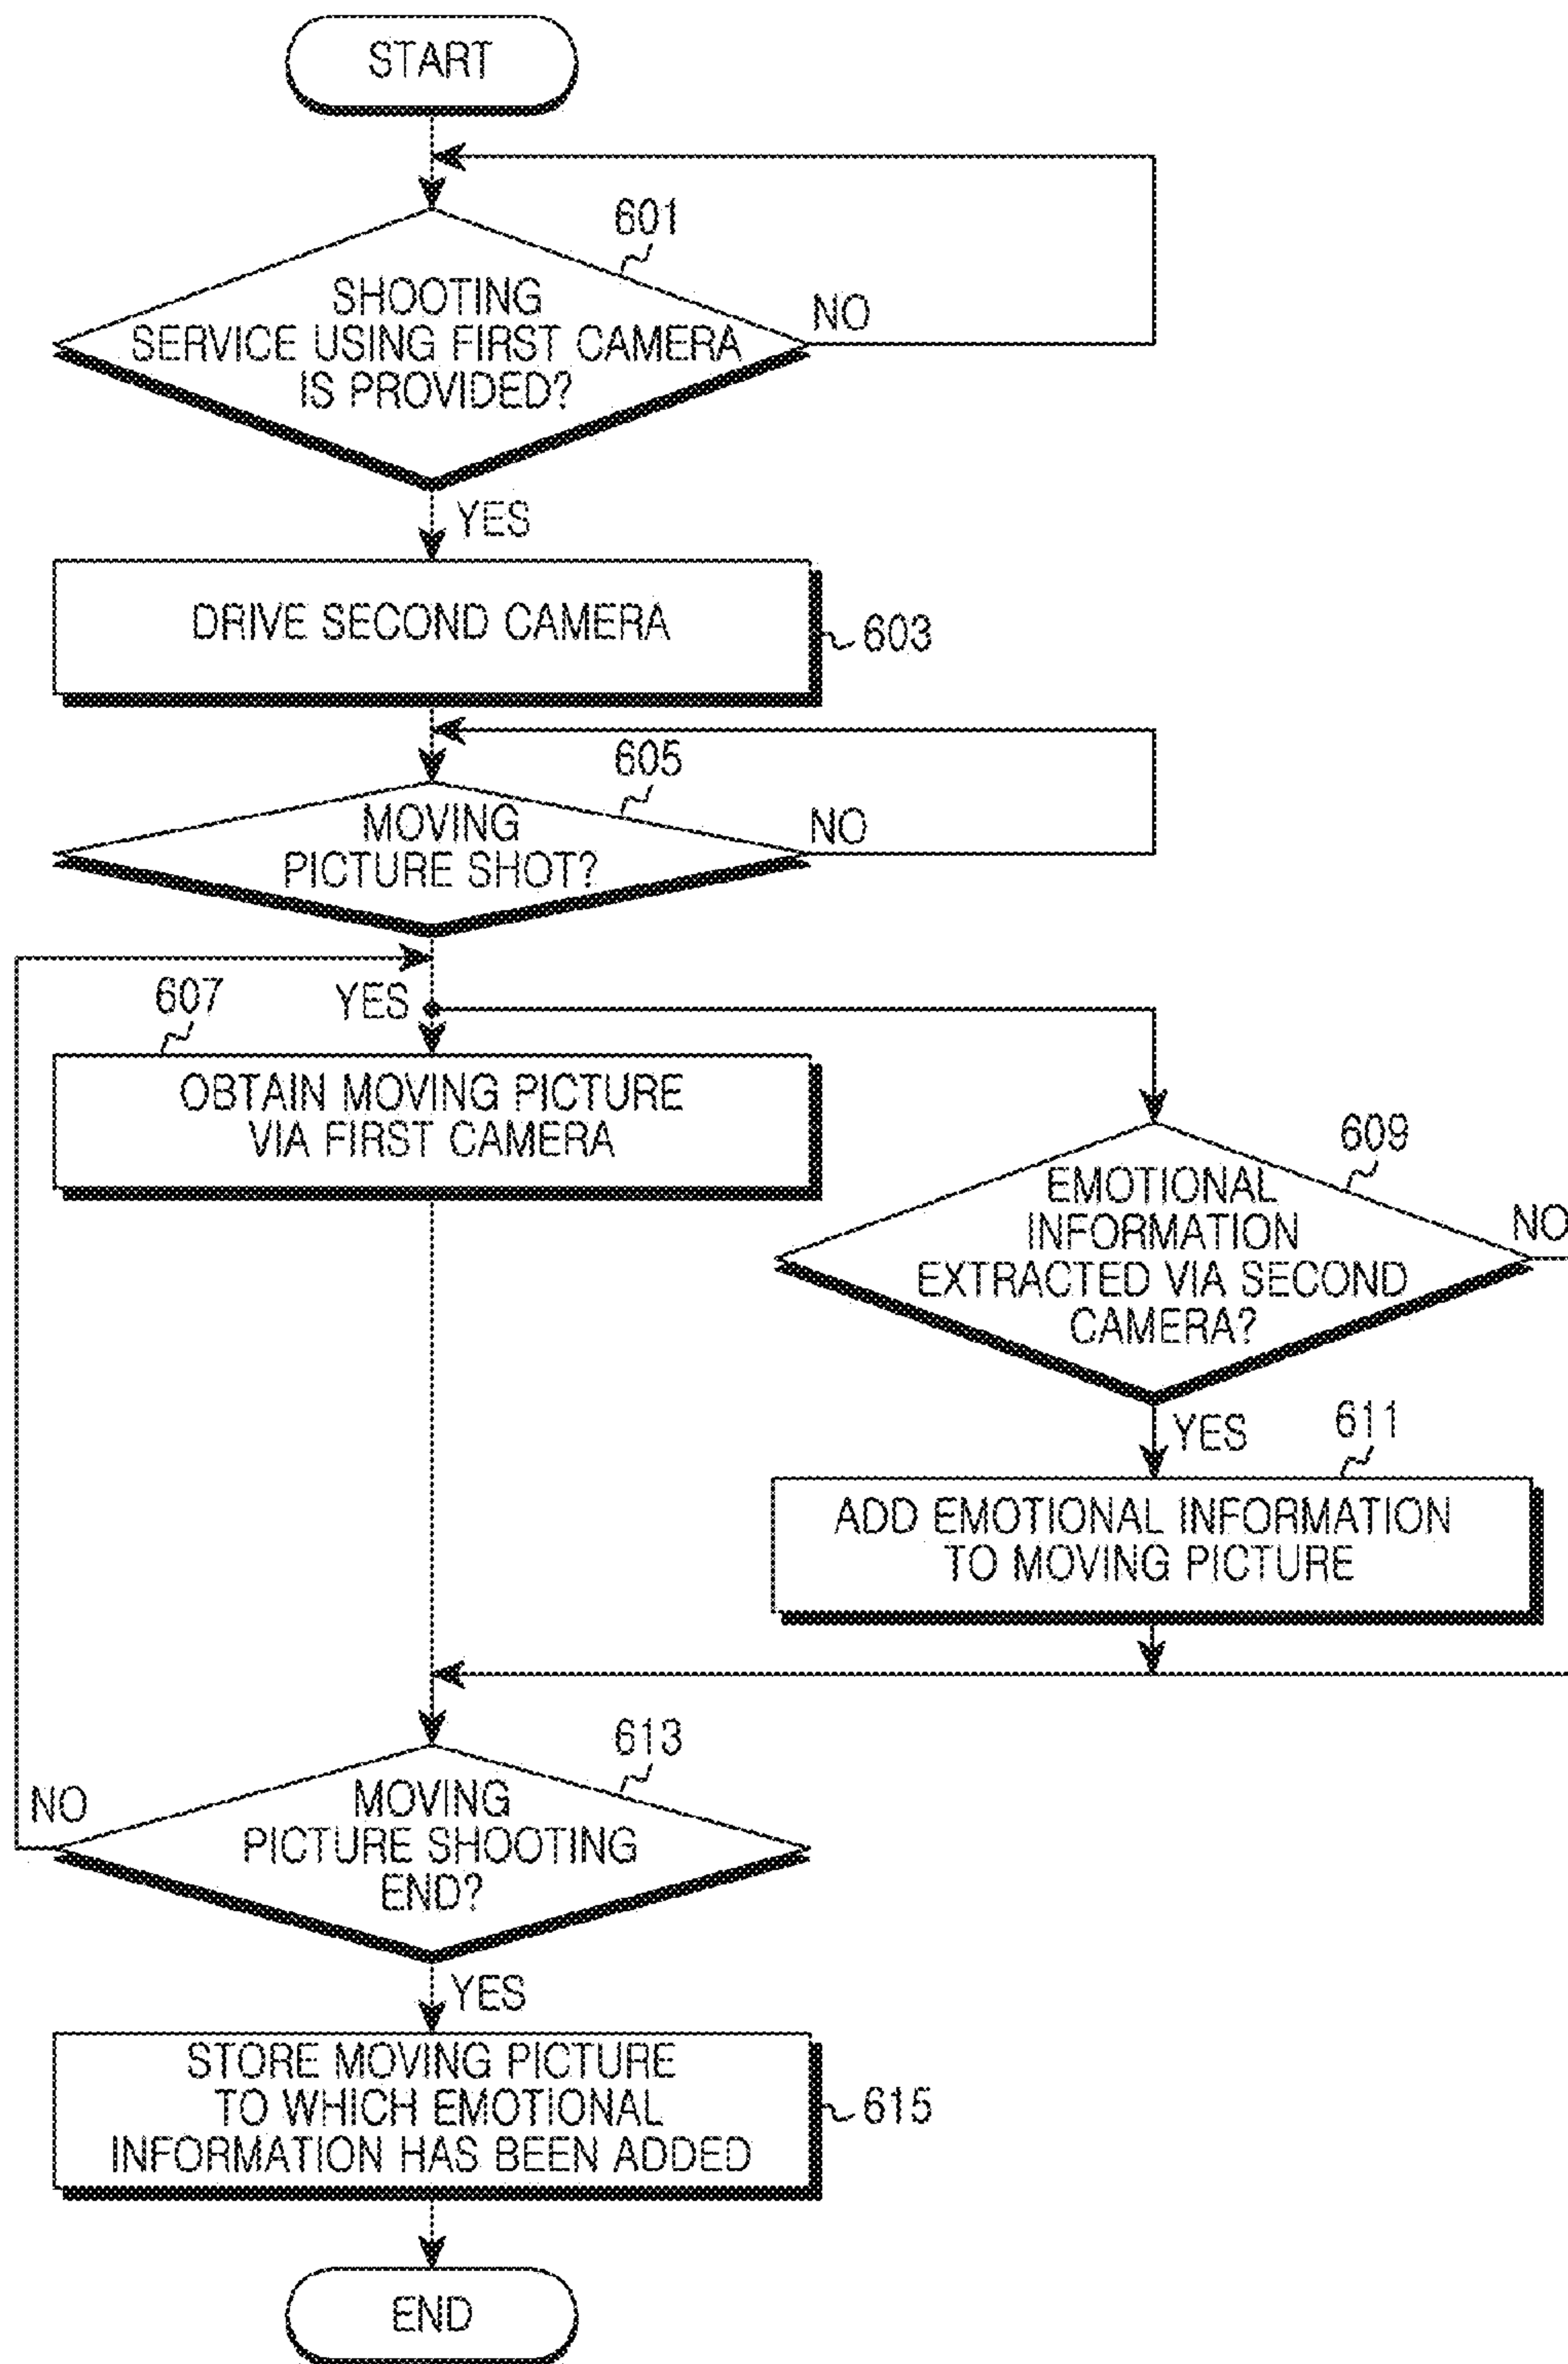 START
601
SHOOTING
SERVICE USING FIRST CAMERA
IS PROVIDED?
NO
YES
DRIVE SECOND CAMERA
603
605
MOVING
PICTURE SHOT?
NO
607
YES
OBTAIN MOVING PICTURE
VIA FIRST CAMERA
609
EMOTIONAL
INFORMATION
EXTRACTED VIA SECOND
CAMERA?
NO
YES
611
ADD EMOTIONAL INFORMATION
TO MOVING PICTURE
613
MOVING
PICTURE SHOOTING
END?
NO
YES
STORE MOVING PICTURE
TO WHICH EMOTIONAL
INFORMATION HAS BEEN ADDED
615
END